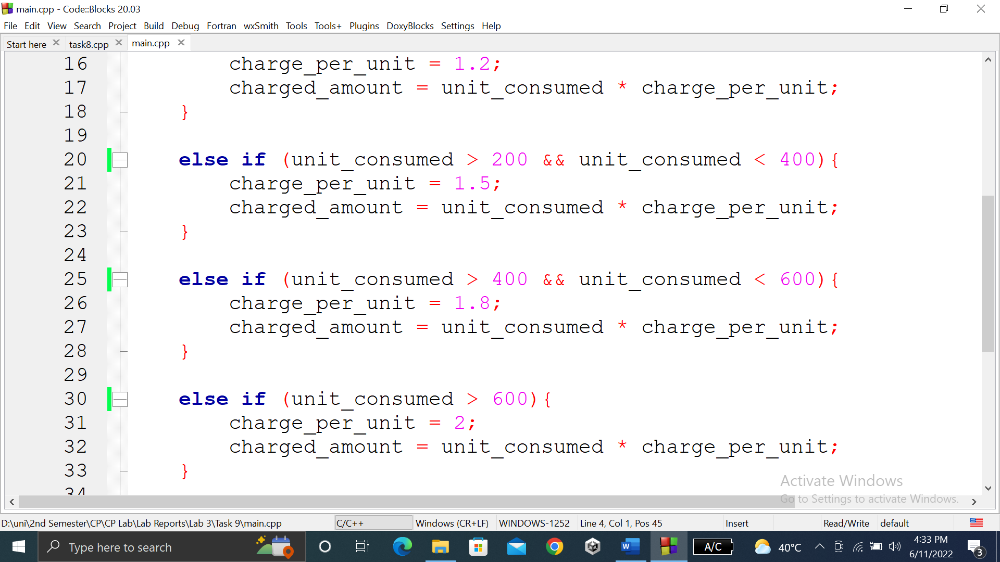 main.cpp - Code::Blocks 20.03
File Edit View Search Project Build Debug Fortran wxSmith Tools Tools+ Plugins DoxyBlocks Settings Help
Start here task8.cpp main.cpp
16 charge_per_unit = 1.2;
17 charged_amount = unit_consumed * charge_per_unit;
18 }
19
20 else if (unit_consumed > 200 && unit_consumed < 400){
21 charge_per_unit = 1.5;
22 charged_amount = unit_consumed * charge_per_unit;
23 }
24
25 else if (unit_consumed > 400 && unit_consumed < 600){
26 charge_per_unit = 1.8;
27 charged_amount = unit_consumed * charge_per_unit;
28 }
29
30 else if (unit_consumed > 600){
31 charge_per_unit = 2;
32 charged_amount = unit_consumed * charge_per_unit;
33 }
34
Activate Windows
Go to Settings to activate Windows.
D:\uni\2nd Semester\CP\CP Lab\Lab Reports\Lab 3\Task 9\main.cpp C/C++ Windows (CR+LF) WINDOWS-1252 Line 4, Col 1, Pos 45 Insert Read/Write default
Type here to search W A/C 40°C 4:33 PM
6/11/2022 3